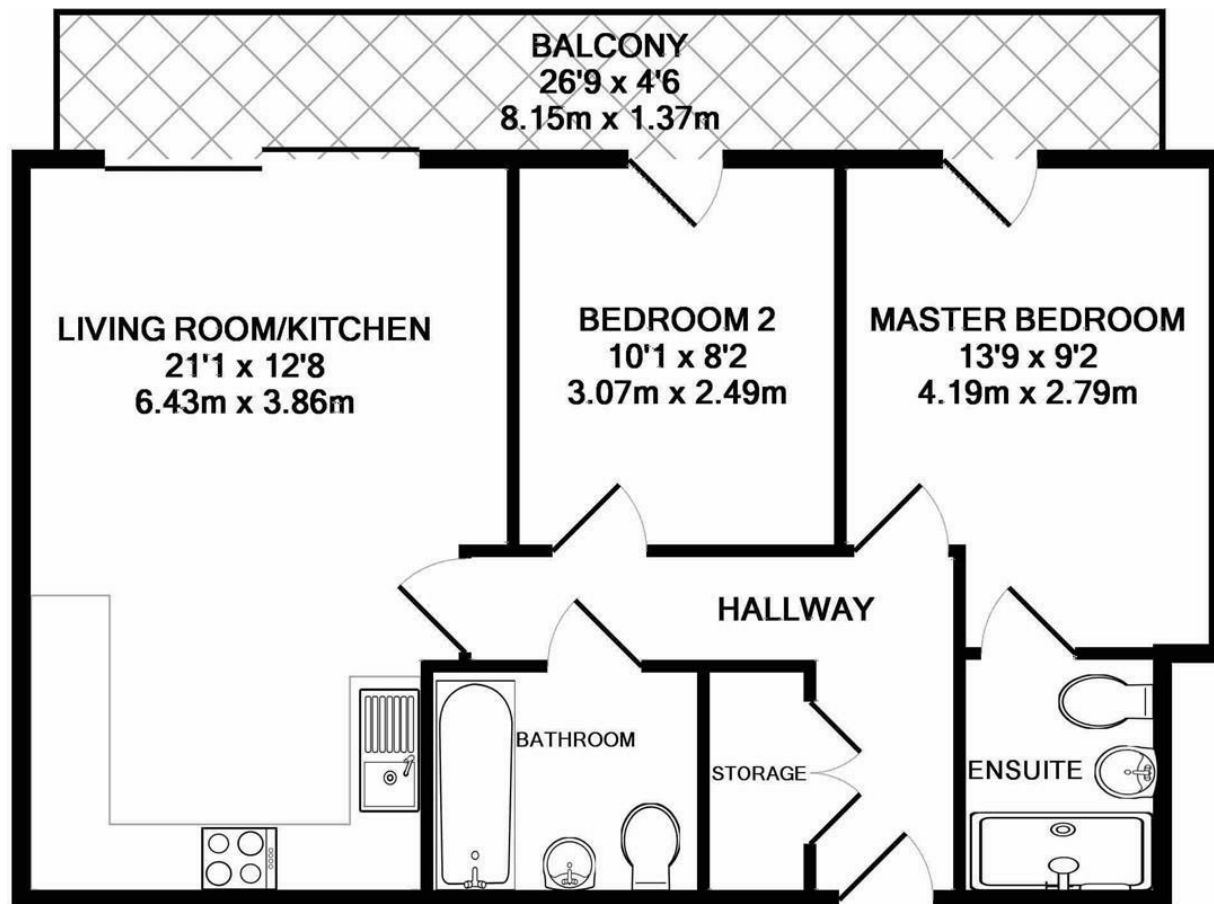 BALCONY
26'9 x 4'6
8.15m x 1.37m
LIVING ROOM/KITCHEN
21'1 x 12'8
6.43m x 3.86m
BEDROOM 2
10'1 x 8'2
3.07m x 2.49m
MASTER BEDROOM
13'9 x 9'2
4.19m x 2.79m
HALLWAY
BATHROOM
STORAGE
ENSUITE